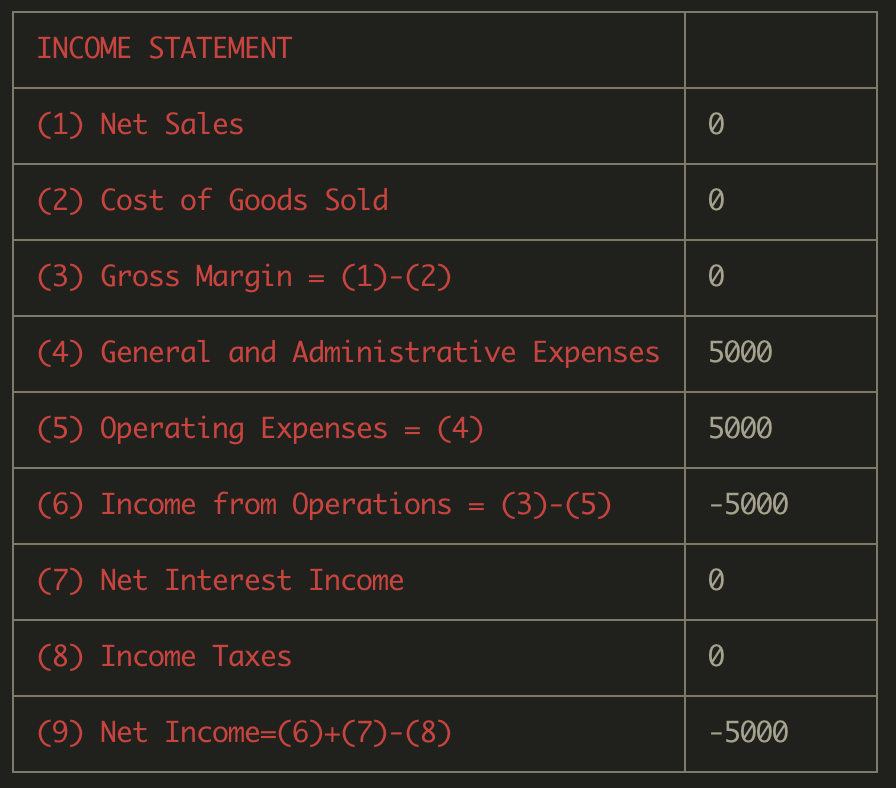 INCOME STATEMENT
(1) Net Sales 0
(2) Cost of Goods Sold 0
(3) Gross Margin = (1)-(2) 0
(4) General and Administrative Expenses 5000
(5) Operating Expenses = (4) 5000
(6) Income from Operations = (3)-(5) -5000
(7) Net Interest Income 0
(8) Income Taxes 0
(9) Net Income=(6)+(7)-(8) -5000